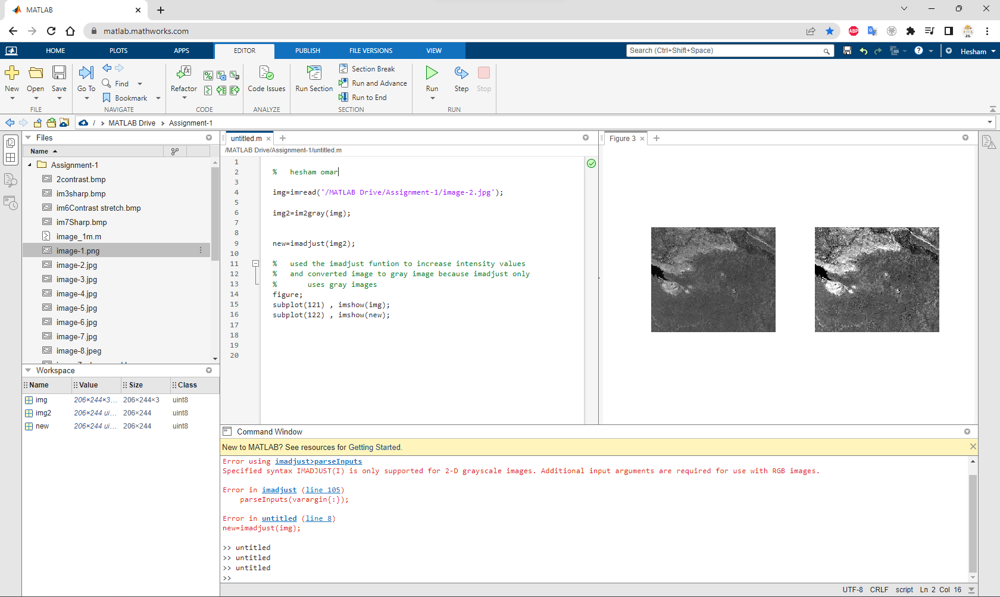 MATLAB
matlab.mathworks.com
ABP
HOME PLOTS APPS EDITOR PUBLISH FILE VERSIONS VIEW
Search (Ctrl+Shift+Space)
Hesham
New Open Save
FILE
Go To Find Bookmark
NAVIGATE
Refactor
CODE
Code Issues
ANALYZE
Run Section
Section Break
Run and Advance
Run to End
SECTION
Run Step Stop
RUN
/ › MATLAB Drive › Assignment-1
Files
Name
Assignment-1
2contrast.bmp
im3sharp.bmp
im6Contrast stretch.bmp
im7Sharp.bmp
image_1m.m
image-1.png
image-2.jpg
image-3.jpg
image-4.jpg
image-5.jpg
image-6.jpg
image-7.jpg
image-8.jpeg
Workspace
Name Value Size Class
img 206×244×3... 206×244×3 uint8
img2 206×244 ui... 206×244 uint8
new 206×244 ui... 206×244 uint8
untitled.m
/MATLAB Drive/Assignment-1/untitled.m
1
2 %   hesham omar
3
4 img=imread('/MATLAB Drive/Assignment-1/image-2.jpg');
5
6 img2=im2gray(img);
7
8
9 new=imadjust(img2);
10
11 %   used the imadjust funtion to increase intensity values
12 %   and converted image to gray image because imadjust only
13 %       uses gray images
14 figure;
15 subplot(121) , imshow(img);
16 subplot(122) , imshow(new);
17
18
19
20
Figure 3
Command Window
New to MATLAB? See resources for Getting Started.
Error using imadjust>parseInputs
Specified syntax IMADJUST(I) is only supported for 2-D grayscale images. Additional input arguments are required for use with RGB images.
Error in imadjust (line 105)
parseInputs(varargin{:});
Error in untitled (line 8)
new=imadjust(img);
>> untitled
>> untitled
>> untitled
>>
UTF-8 CRLF script Ln 2 Col 16